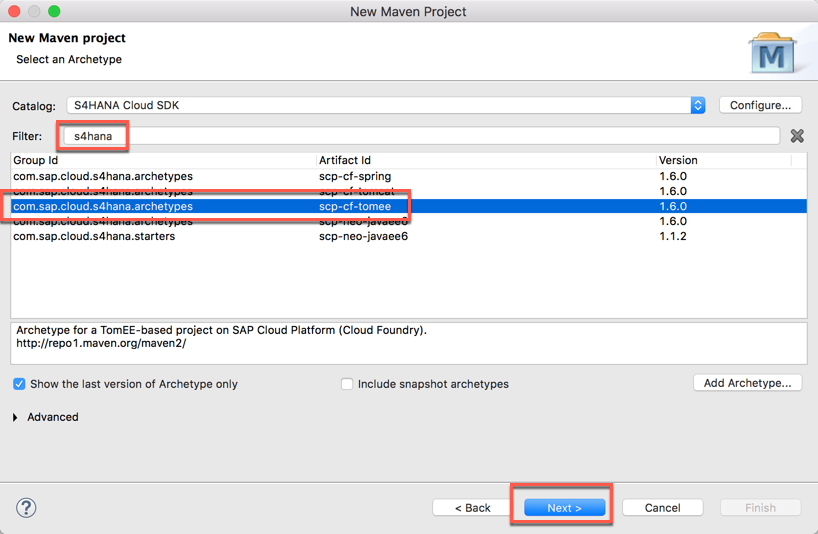 New Maven Project
New Maven project
Select an Archetype
M
Catalog: S4HANA Cloud SDK Configure...
Filter: s4hana
Group Id Artifact Id Version
com.sap.cloud.s4hana.archetypes scp-cf-spring 1.6.0
com.sap.cloud.s4hana.archetypes scp-cf-tomcat 1.6.0
com.sap.cloud.s4hana.archetypes scp-cf-tomee 1.6.0
com.sap.cloud.s4hana.archetypes scp-neo-javaee6 1.6.0
com.sap.cloud.s4hana.starters scp-neo-javaee6 1.1.2
Archetype for a TomEE-based project on SAP Cloud Platform (Cloud Foundry).
http://repo1.maven.org/maven2/
Show the last version of Archetype only Include snapshot archetypes Add Archetype...
Advanced
? < Back Next > Cancel Finish